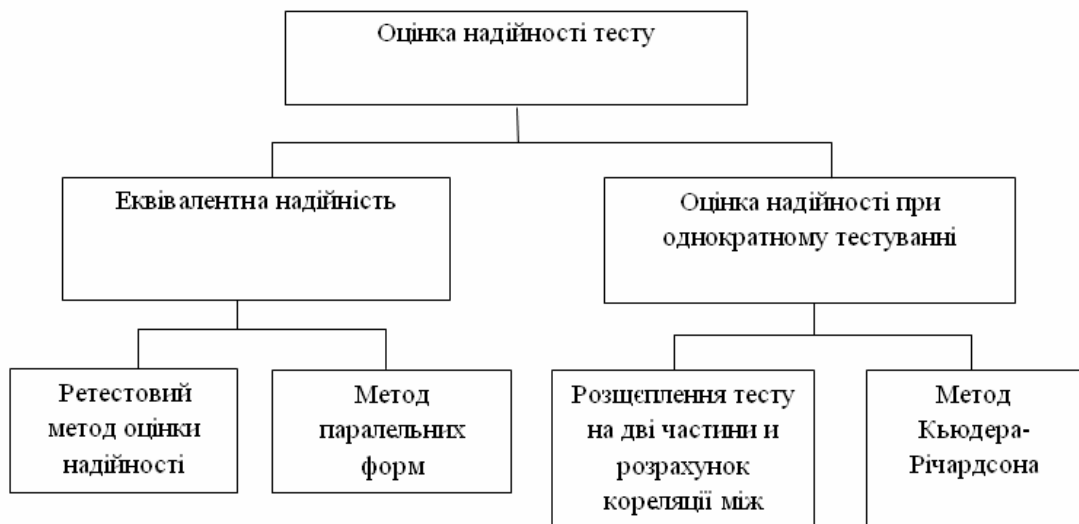 Оцінка надійності тесту
Еквівалентна надійність
Оцінка надійності при
однократному тестуванні
Ретестовий
метод оцінки
надійності
Метод
паралельних
форм
Розщеплення тесту
на дві частини и
розрахунок
кореляції між
Метод
Кьюдера-
Річардсона